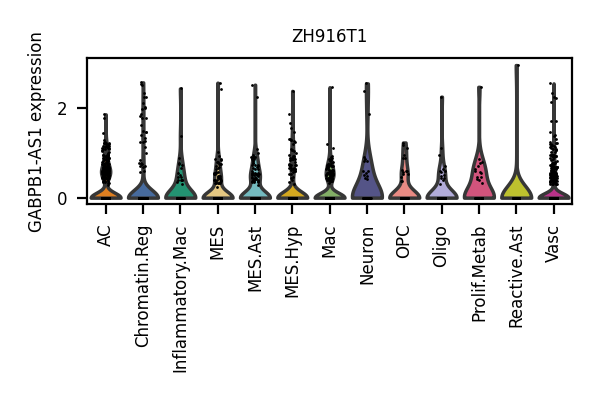 ZH916T1
GABPB1-AS1 expression
2
0
AC
Chromatin.Reg
Inflammatory.Mac
MES
MES.Ast
MES.Hyp
Mac
Neuron
OPC
Oligo
Prolif.Metab
Reactive.Ast
Vasc